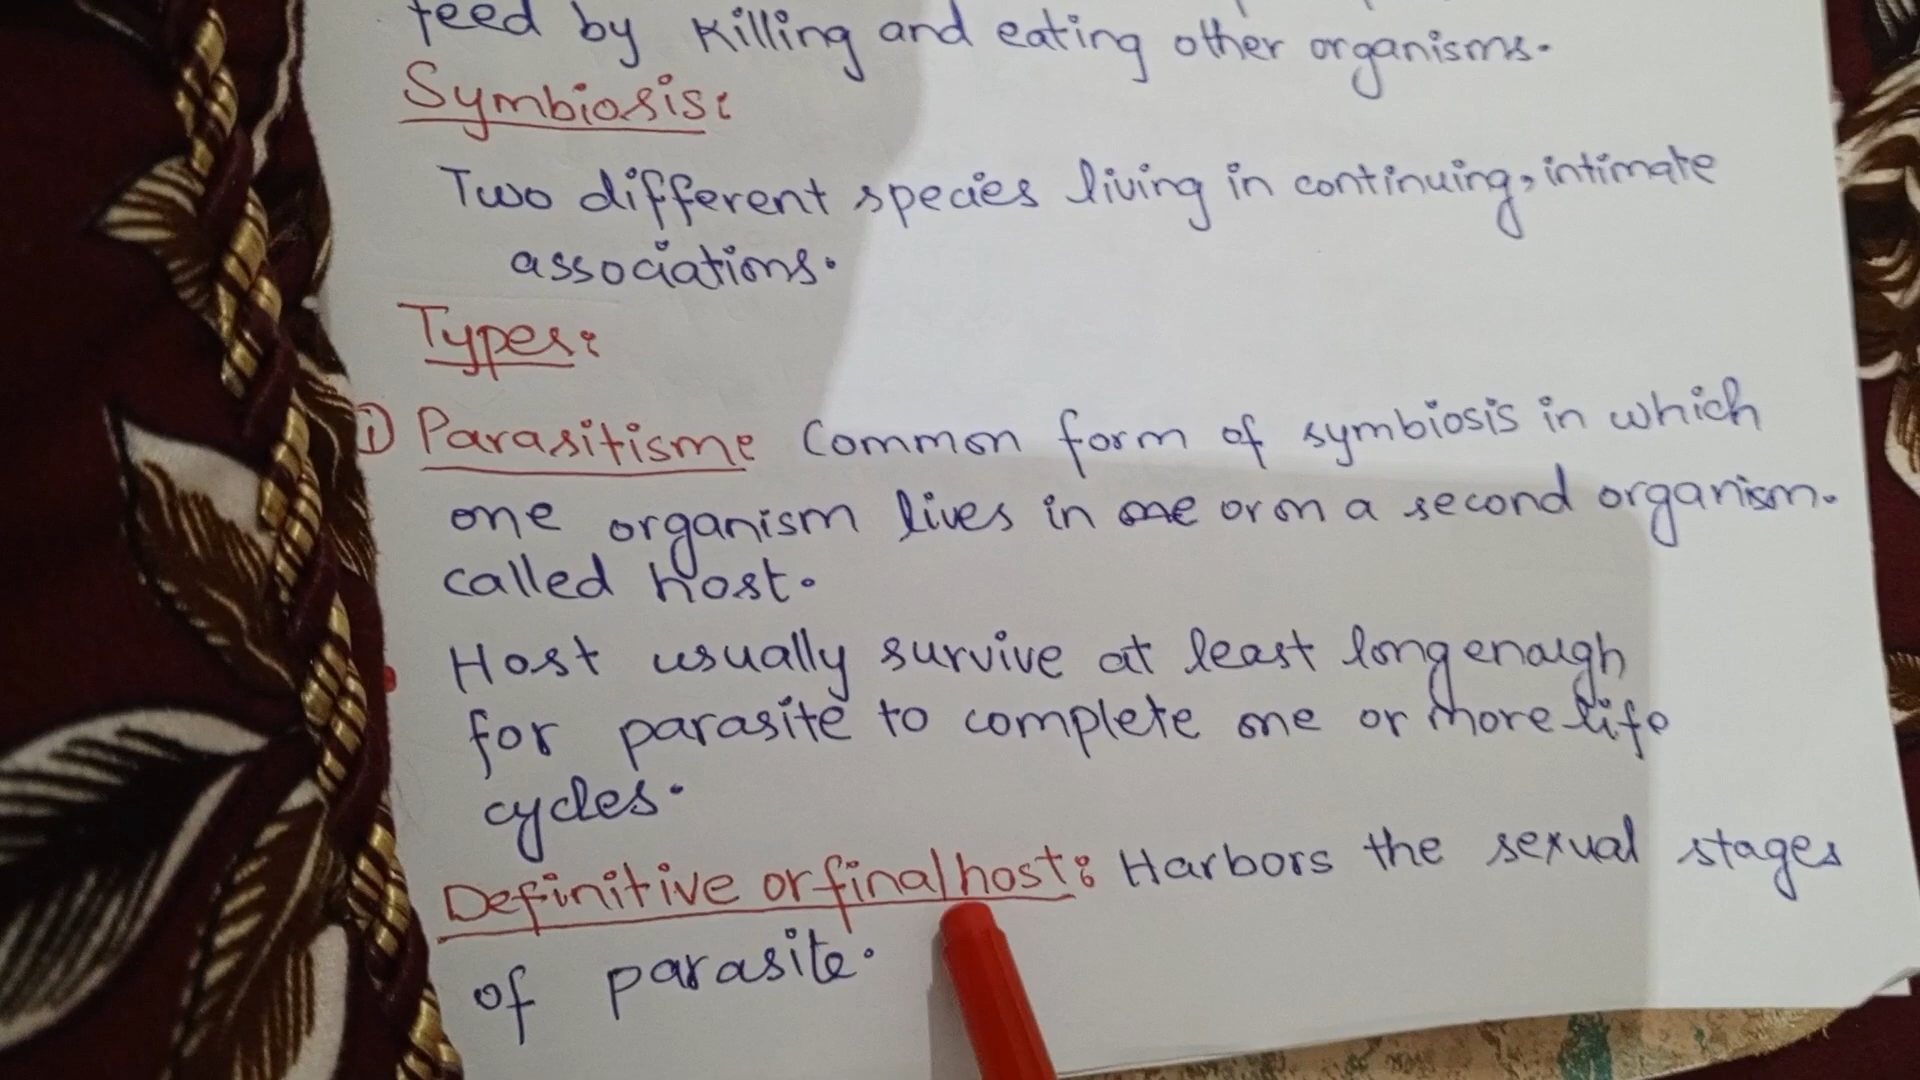 feed by Killing and eating other organisms.
Symbiosis:
Two different species living in continuing, intimate
associations.
Types:
① Parasitism: Common form of symbiosis in which
one organism lives in one or on a second organism.
called host.
Host usually survive at least long enough
for parasite to complete one or more life
cycles.
Definitive or final host: Harbors the sexual stages
of parasite.